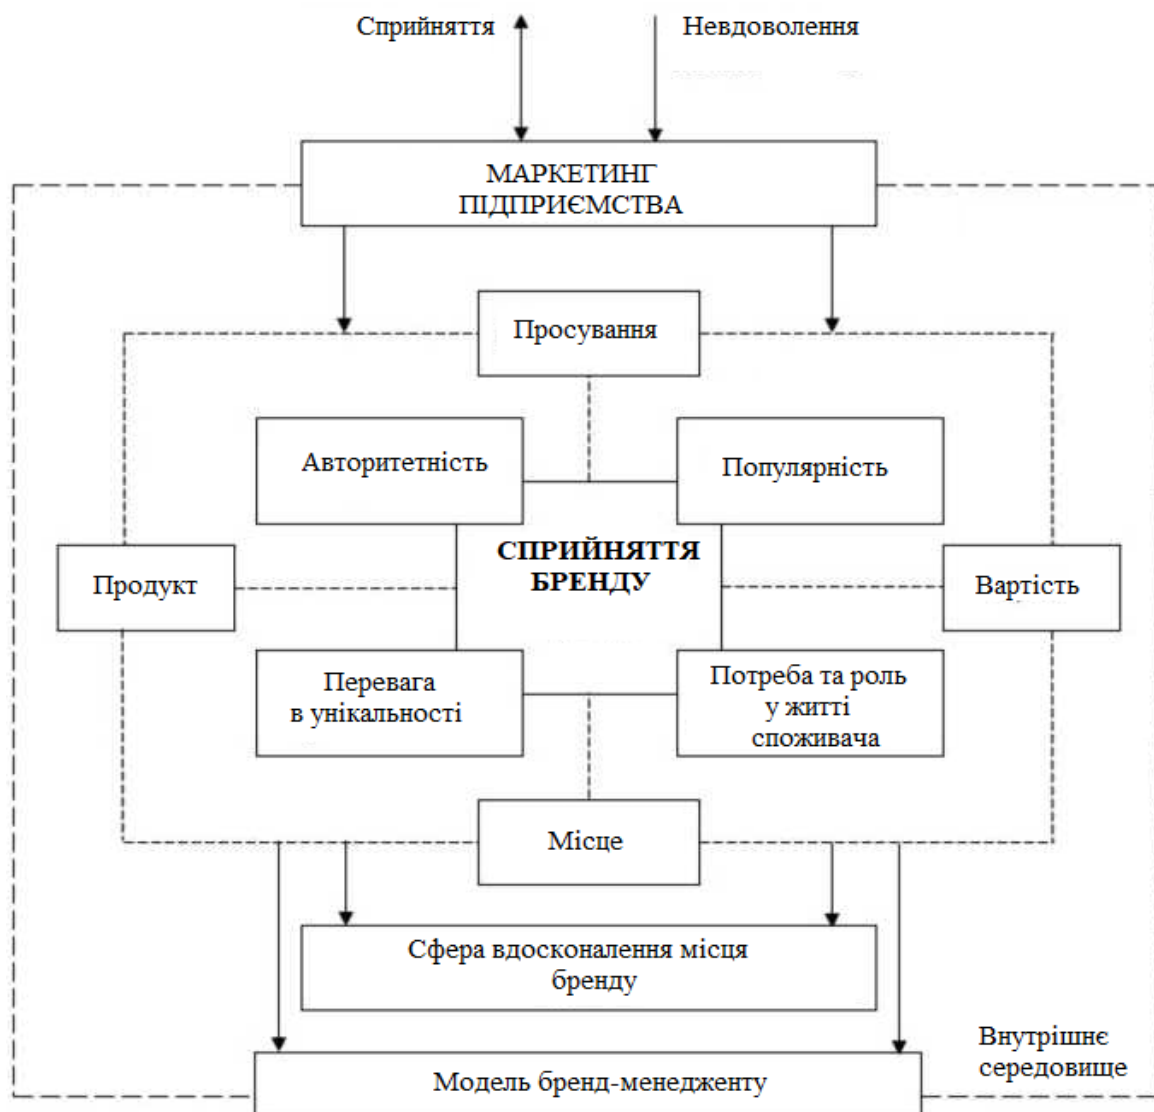 Сприйняття
Невдоволення
МАРКЕТИНГ
ПІДПРИЄМСТВА
Просування
Авторитетність
Популярність
СПРИЙНЯТТЯ
БРЕНДУ
Продукт
Вартість
Перевага
в унікальності
Потреба та роль
у житті
споживача
Місце
Сфера вдосконалення місця
бренду
Внутрішнє
середовище
Модель бренд-менедженту